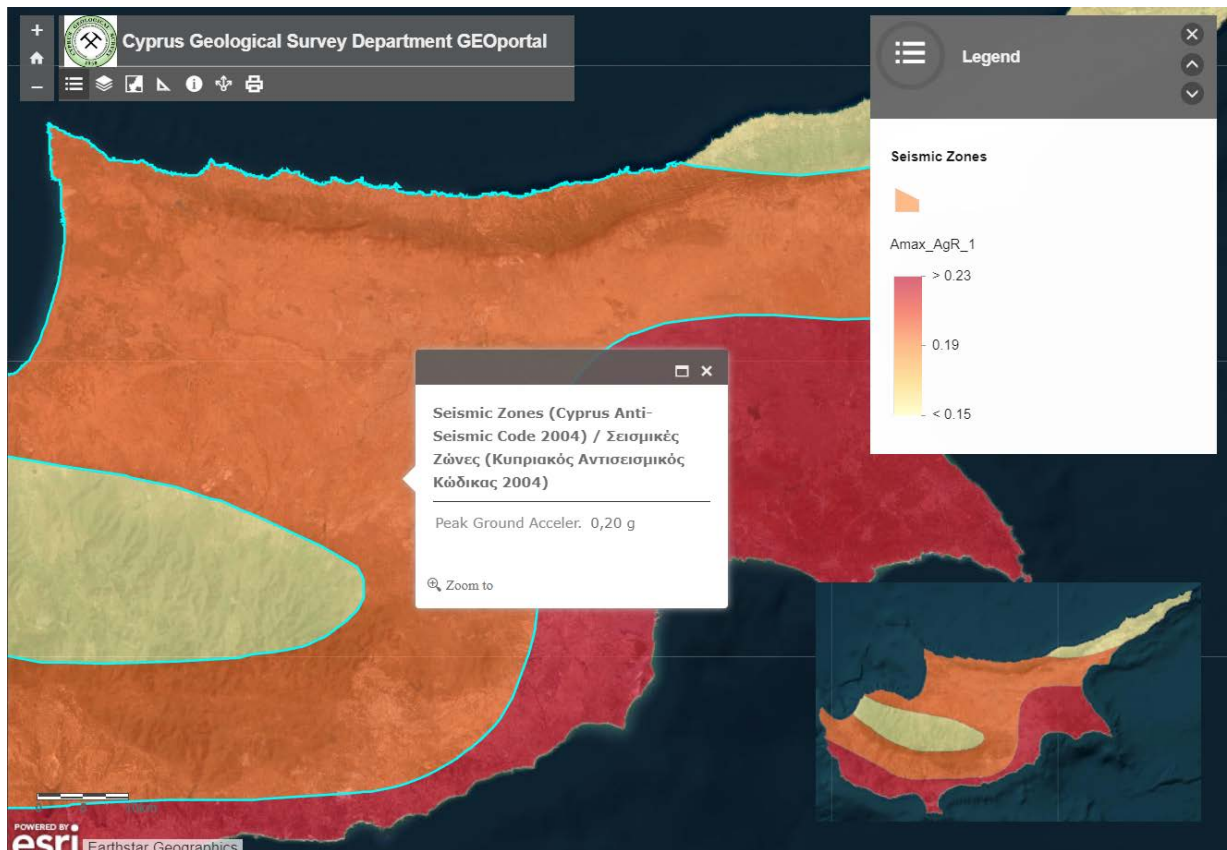 Cyprus Geological Survey Department GEOportal
Legend
Seismic Zones
Amax_AgR_1
> 0.23
0.19
< 0.15
Seismic Zones (Cyprus Anti-
Seismic Code 2004) / Σεισμικές
Ζώνες (Κυπριακός Αντισεισμικός
Κώδικας 2004)
Peak Ground Acceler. 0,20 g
Zoom to
POWERED BY
esri
Earthstar Geographics